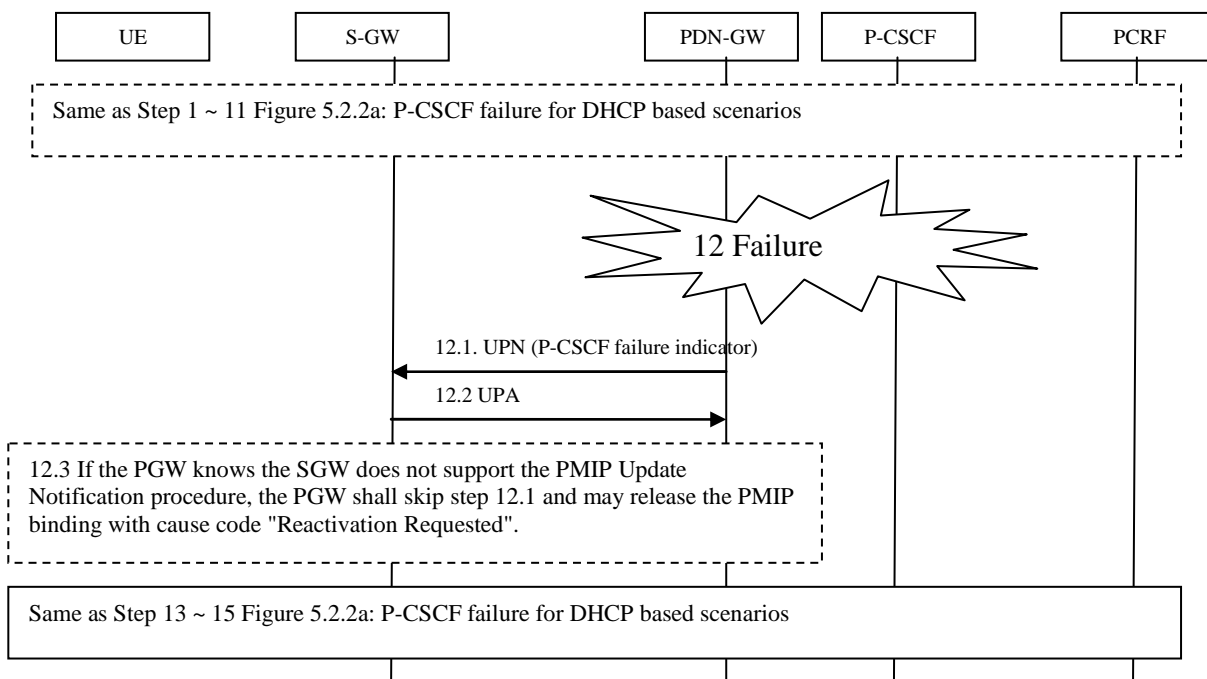 UE
S-GW
PDN-GW
P-CSCF
PCRF
Same as Step 1 ~ 11 Figure 5.2.2a: P-CSCF failure for DHCP based scenarios
12 Failure
12.1. UPN (P-CSCF failure indicator)
12.2 UPA
12.3 If the PGW knows the SGW does not support the PMIP Update
Notification procedure, the PGW shall skip step 12.1 and may release the PMIP
binding with cause code "Reactivation Requested".
Same as Step 13 ~ 15 Figure 5.2.2a: P-CSCF failure for DHCP based scenarios